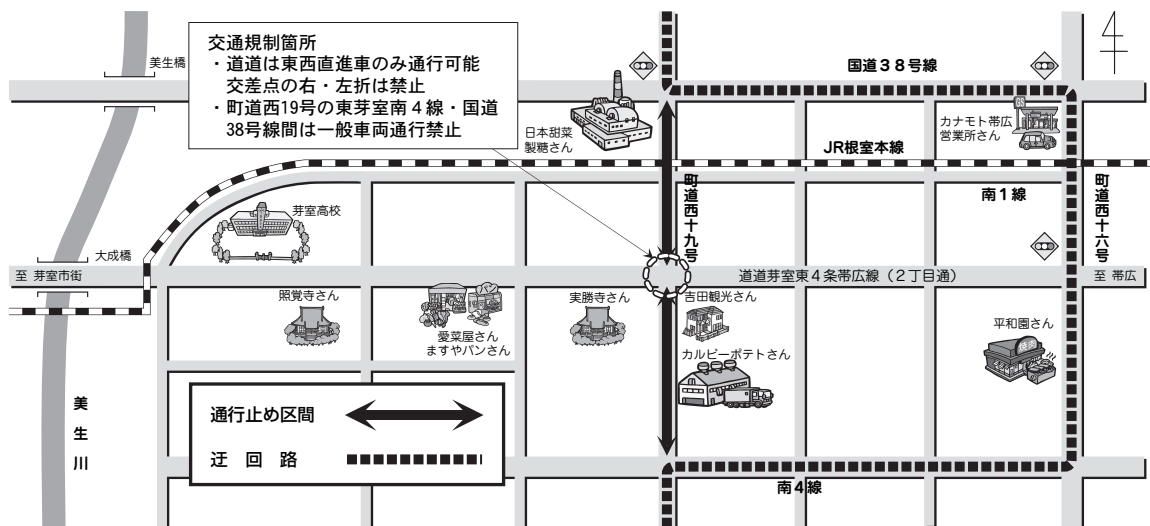 交通規制箇所
・道道は東西直進車のみ通行可能
交差点の右・左折は禁止
・町道西19号の東芽室南４線・国道
38号線間は一般車両通行禁止
美生橋
国道３８号線
日本甜菜
製糖さん
カナモト帯広
営業所さん
JR根室本線
町道西十九号
南１線
町道西十六号
芽室高校
大成橋
至 芽室市街
道道芽室東４条帯広線（２丁目通）
至 帯広
照覚寺さん
愛菜屋さん
ますやパンさん
実勝寺さん
吉田観光さん
カルビーポテトさん
平和園さん
美生川
通行止め区間
迂回路
南４線